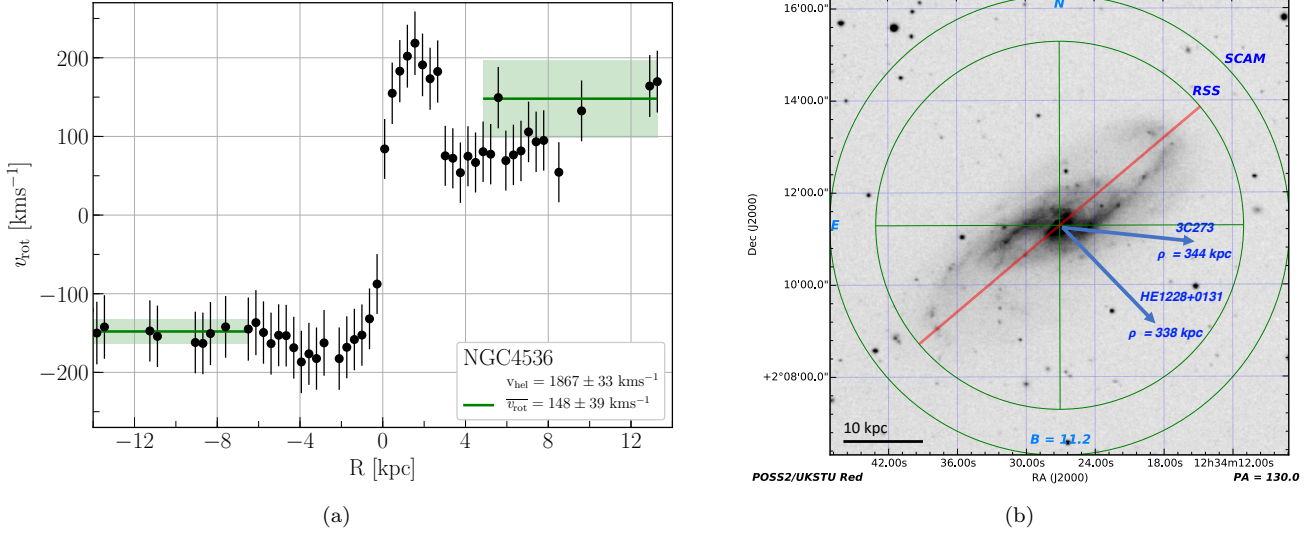 200
100
0
−100
−200
v_rot [kms⁻¹]
−12
−8
−4
0
4
8
12
R [kpc]
NGC4536
v_hel = 1867 ± 33 kms⁻¹
v_rot = 148 ± 39 kms⁻¹
(a)
16'00.0"
14'00.0"
12'00.0"
10'00.0"
+2°08'00.0"
Dec (J2000)
N
SCAM
RSS
E
3C273
ρ = 344 kpc
HE1228+0131
ρ = 338 kpc
10 kpc
B = 11.2
42.00s
36.00s
30.00s
24.00s
18.00s
12h34m12.00s
POSS2/UKSTU Red
RA (J2000)
PA = 130.0
(b)